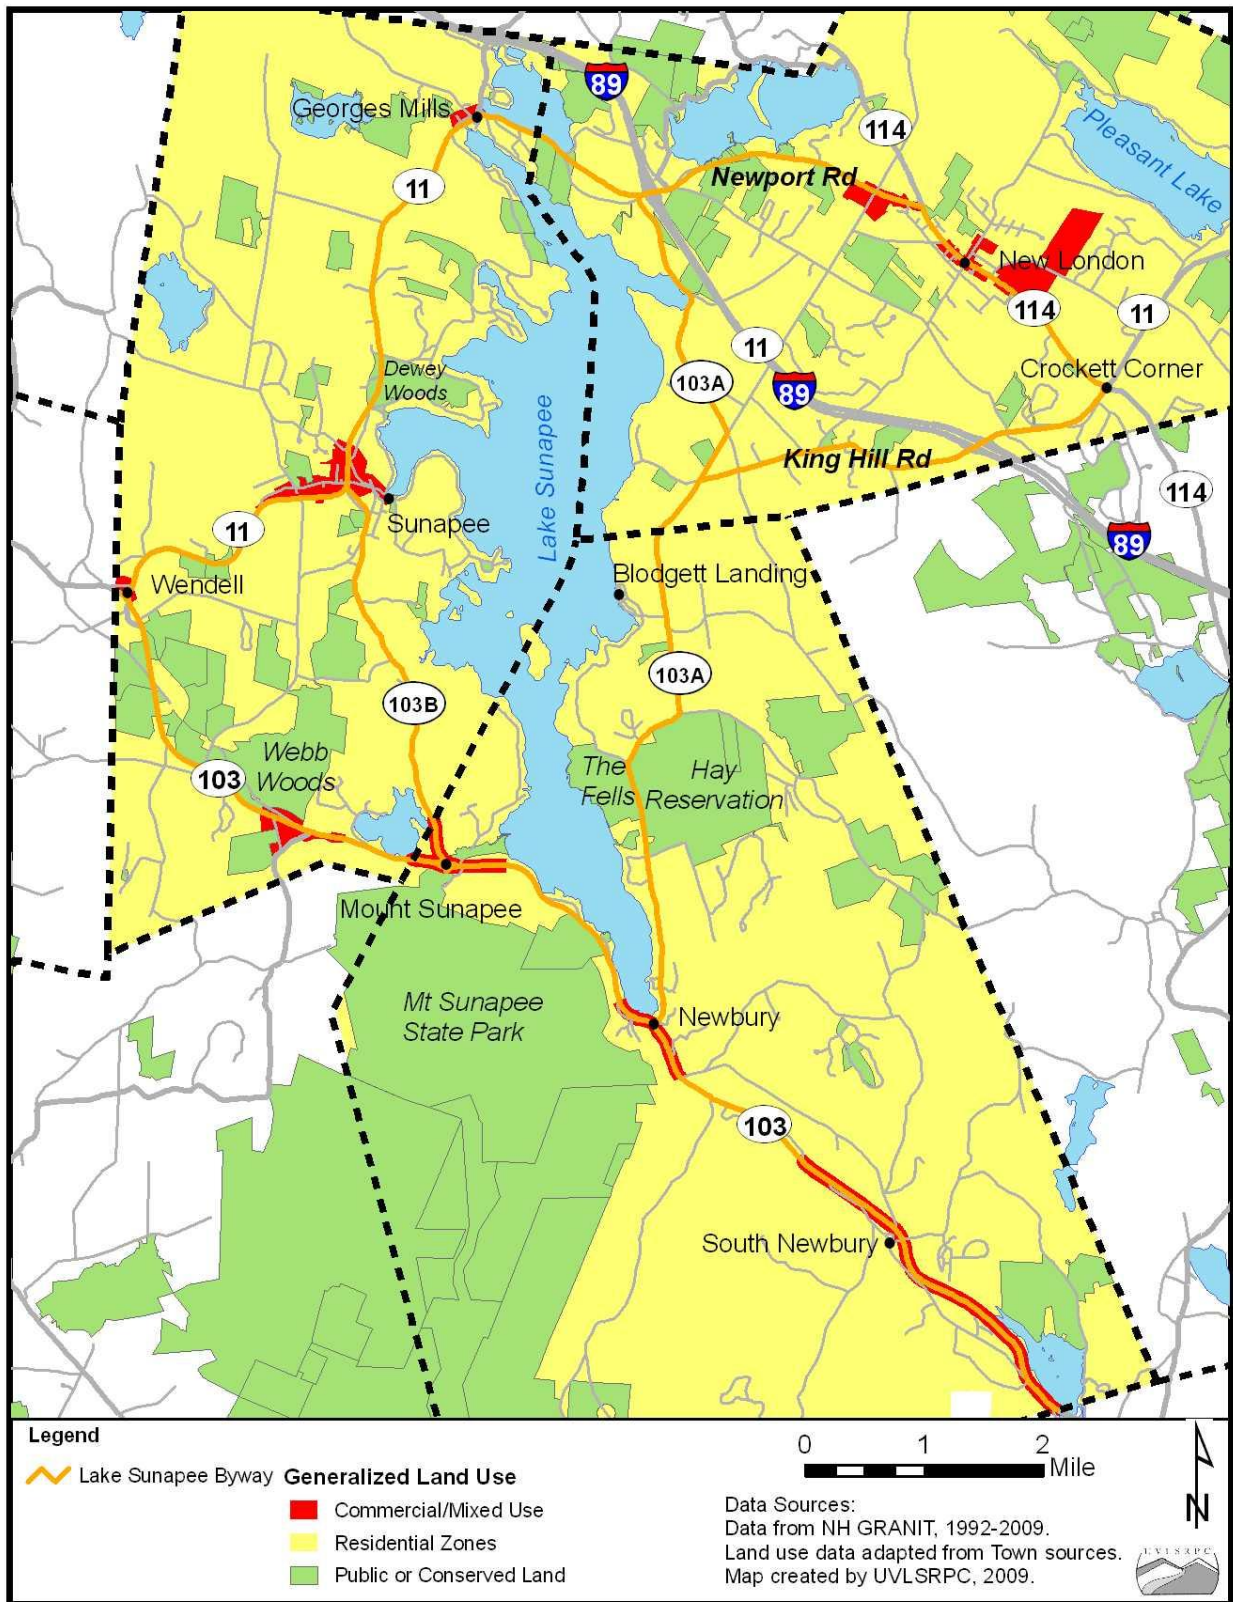 89
Georges Mills
114
Pleasant Lake
11
Newport Rd
New London
114
11
11
Dewey
Woods
103A
89
Crockett Corner
King Hill Rd
Lake Sunapee
114
Sunapee
11
89
Wendell
Blodgett Landing
103A
103B
Webb
Woods
The
Fells
Hay
Reservation
103
Mount Sunapee
Mt Sunapee
State Park
Newbury
103
South Newbury
Legend
Lake Sunapee Byway
Generalized Land Use
Commercial/Mixed Use
Residential Zones
Public or Conserved Land
0 1 2
Mile
N
Data Sources:
Data from NH GRANIT, 1992-2009.
Land use data adapted from Town sources.
Map created by UVLSRPC, 2009.
UVLSRPC